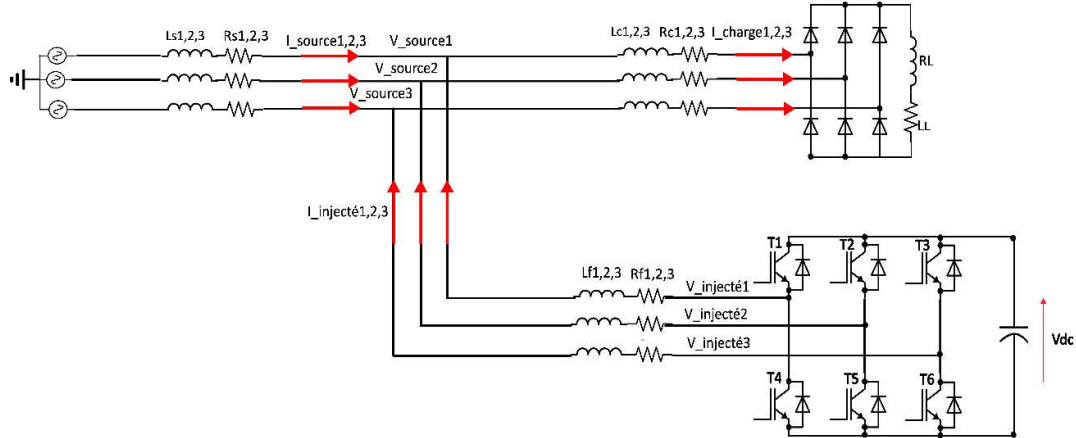 Ls1,2,3 Rs1,2,3 I_source1,2,3 V_source1 Lc1,2,3 Rc1,2,3 I_charge1,2,3
V_source2
RL
V_source3
LL
I_injecté1,2,3
T1 T2 T3
Lf1,2,3 Rf1,2,3 V_injecté1
V_injecté2
Vdc
V_injecté3
T4 T5 T6